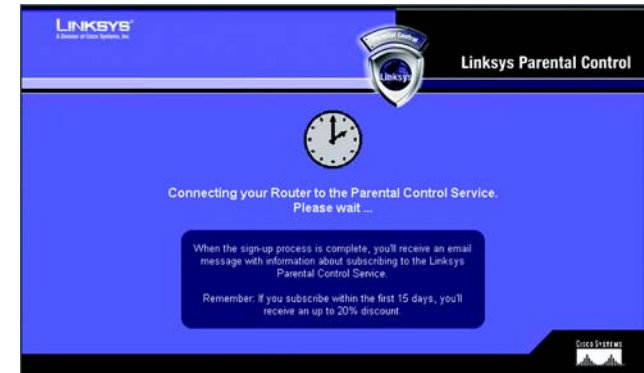 LINKSYS®
A Division of Cisco Systems, Inc.
Parental Control
Linksys
Linksys Parental Control
Connecting your Router to the Parental Control Service.
Please wait ...
When the sign-up process is complete, you'll receive an email
message with information about subscribing to the Linksys
Parental Control Service.
Remember: If you subscribe within the first 15 days, you'll
receive an up to 20% discount.
CISCO SYSTEMS